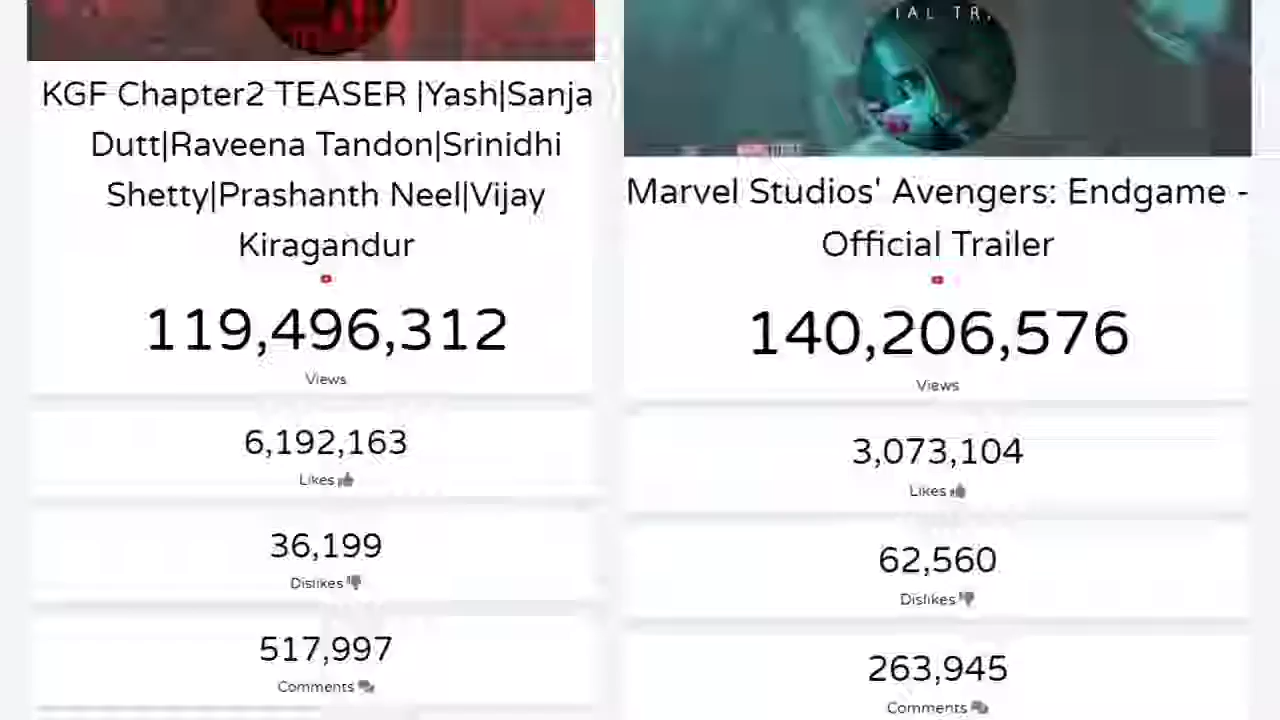 KGF Chapter2 TEASER |Yash|Sanja
Dutt|Raveena Tandon|Srinidhi
Shetty|Prashanth Neel|Vijay
Kiragandur
119,496,312
Views
6,192,163
Likes
36,199
Dislikes
517,997
Comments
IAL TR
Marvel Studios' Avengers: Endgame -
Official Trailer
140,206,576
Views
3,073,104
Likes
62,560
Dislikes
263,945
Comments